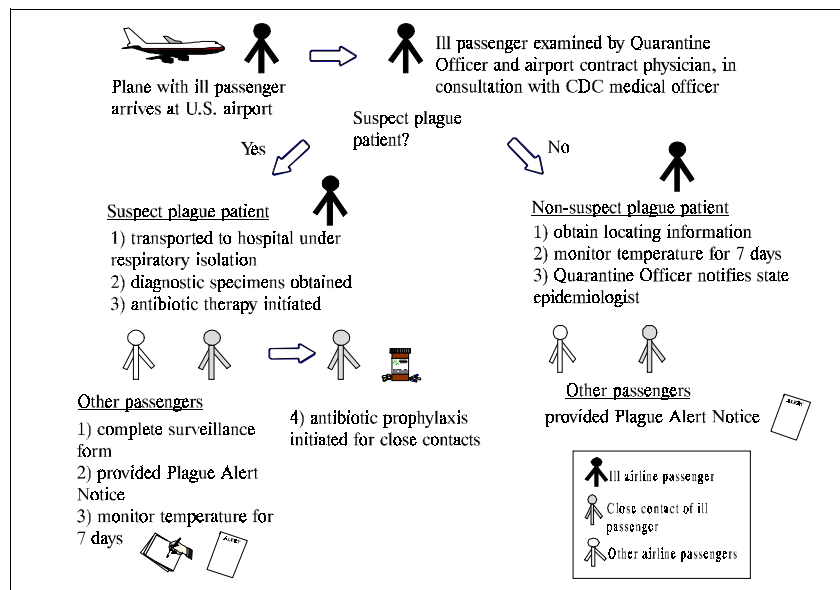 Plane with ill passenger
arrives at U.S. airport
Ill passenger examined by Quarantine
Officer and airport contract physician, in
consultation with CDC medical officer
Suspect plague
patient?
Yes
No
Suspect plague patient
1) transported to hospital under
respiratory isolation
2) diagnostic specimens obtained
3) antibiotic therapy initiated
Non-suspect plague patient
1) obtain locating information
2) monitor temperature for 7 days
3) Quarantine Officer notifies state
epidemiologist
Other passengers
1) complete surveillance
form
2) provided Plague Alert
Notice
3) monitor temperature for
7 days
4) antibiotic prophylaxis
initiated for close contacts
Other passengers
provided Plague Alert Notice
Ill airline passenger
Close contact of ill
passenger
Other airline passengers